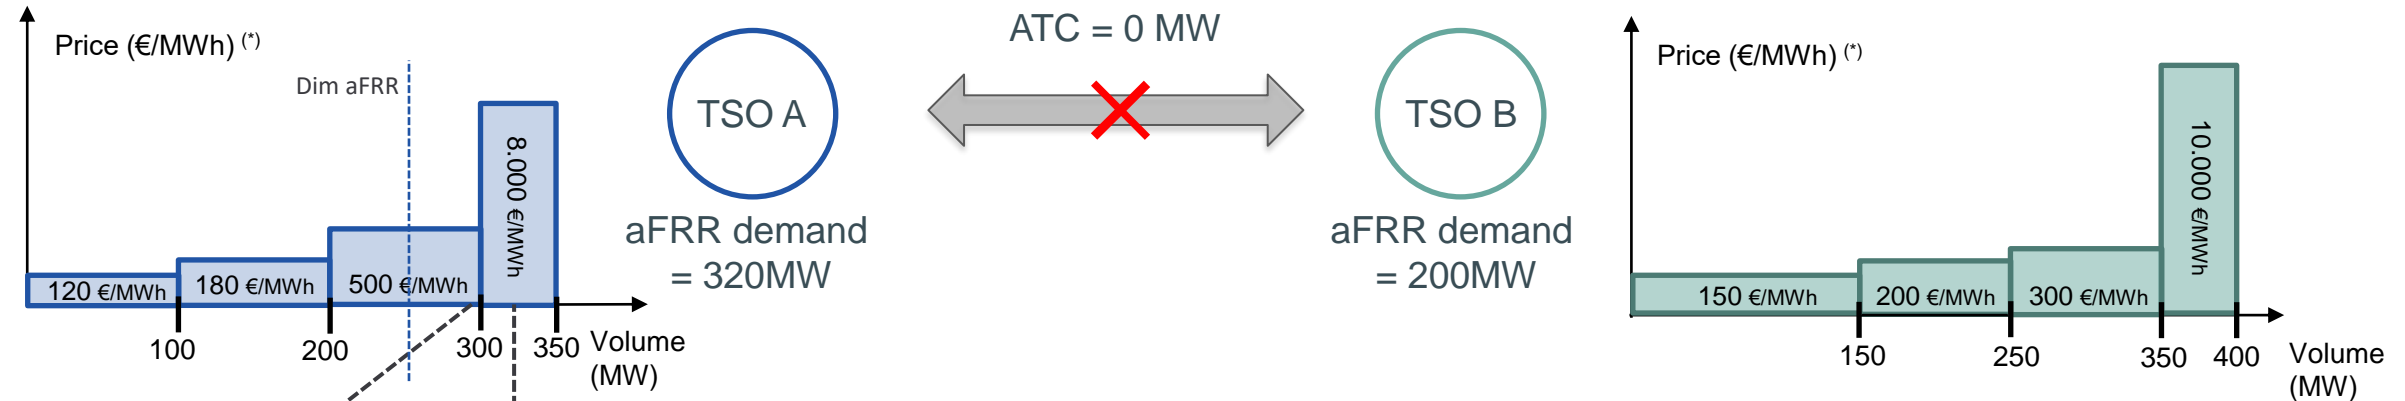 Price (€/MWh) (*)
Dim aFRR
120 €/MWh
180 €/MWh
500 €/MWh
8.000 €/MWh
100
200
300
350
Volume
(MW)
TSO A
aFRR demand
= 320MW
ATC = 0 MW
TSO B
aFRR demand
= 200MW
Price (€/MWh) (*)
150 €/MWh
200 €/MWh
300 €/MWh
10.000 €/MWh
150
250
350
400
Volume
(MW)